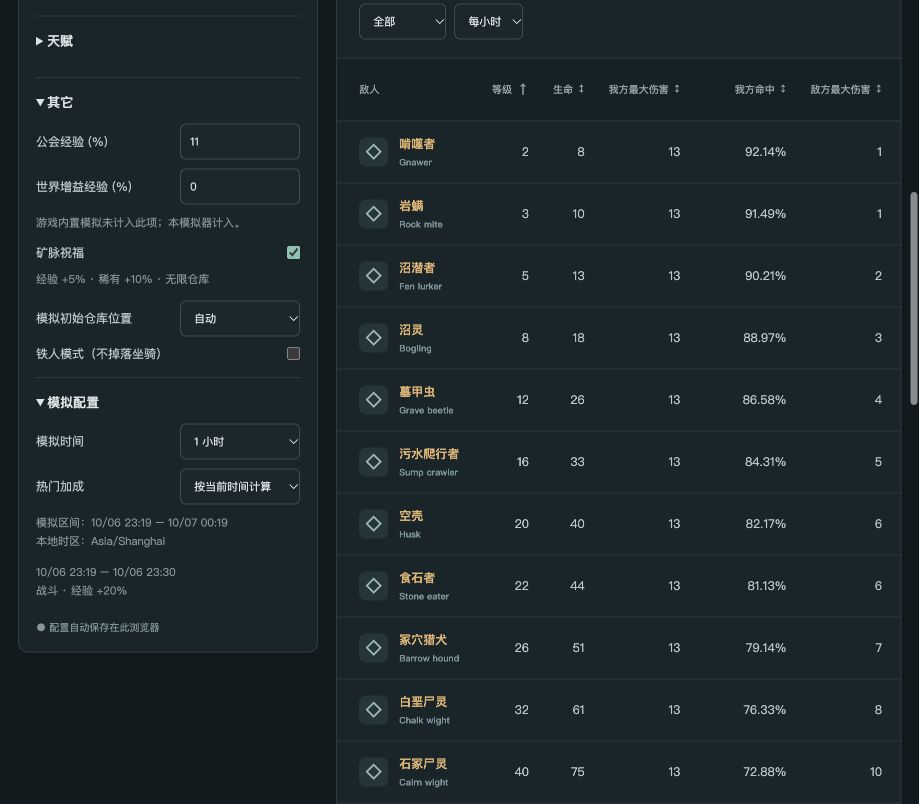 ▶天赋
▼其它
公会经验 (%)
11
世界增益经验 (%)
0
游戏内置模拟未计入此项；本模拟器计入。
矿脉祝福
经验 +5% · 稀有 +10% · 无限仓库
模拟初始仓库位置
自动
铁人模式（不掉落坐骑）
▼模拟配置
模拟时间
1 小时
热门加成
按当前时间计算
模拟区间：10/06 23:19 — 10/07 00:19
本地时区：Asia/Shanghai
10/06 23:19 — 10/06 23:30
战斗 · 经验 +20%
● 配置自动保存在此浏览器
全部 每小时
敌人 等级 ↑ 生命 ↕ 我方最大伤害 ↕ 我方命中 ↕ 敌方最大伤害 ↕
啃噬者 2 8 13 92.14% 1
Gnawer
岩螨 3 10 13 91.49% 1
Rock mite
沼潜者 5 13 13 90.21% 2
Fen lurker
沼灵 8 18 13 88.97% 3
Bogling
墓甲虫 12 26 13 86.58% 4
Grave beetle
污水爬行者 16 33 13 84.31% 5
Sump crawler
空壳 20 40 13 82.17% 6
Husk
食石者 22 44 13 81.13% 6
Stone eater
冢穴猎犬 26 51 13 79.14% 7
Barrow hound
白垩尸灵 32 61 13 76.33% 8
Chalk wight
石冢尸灵 40 75 13 72.88% 10
Cairn wight